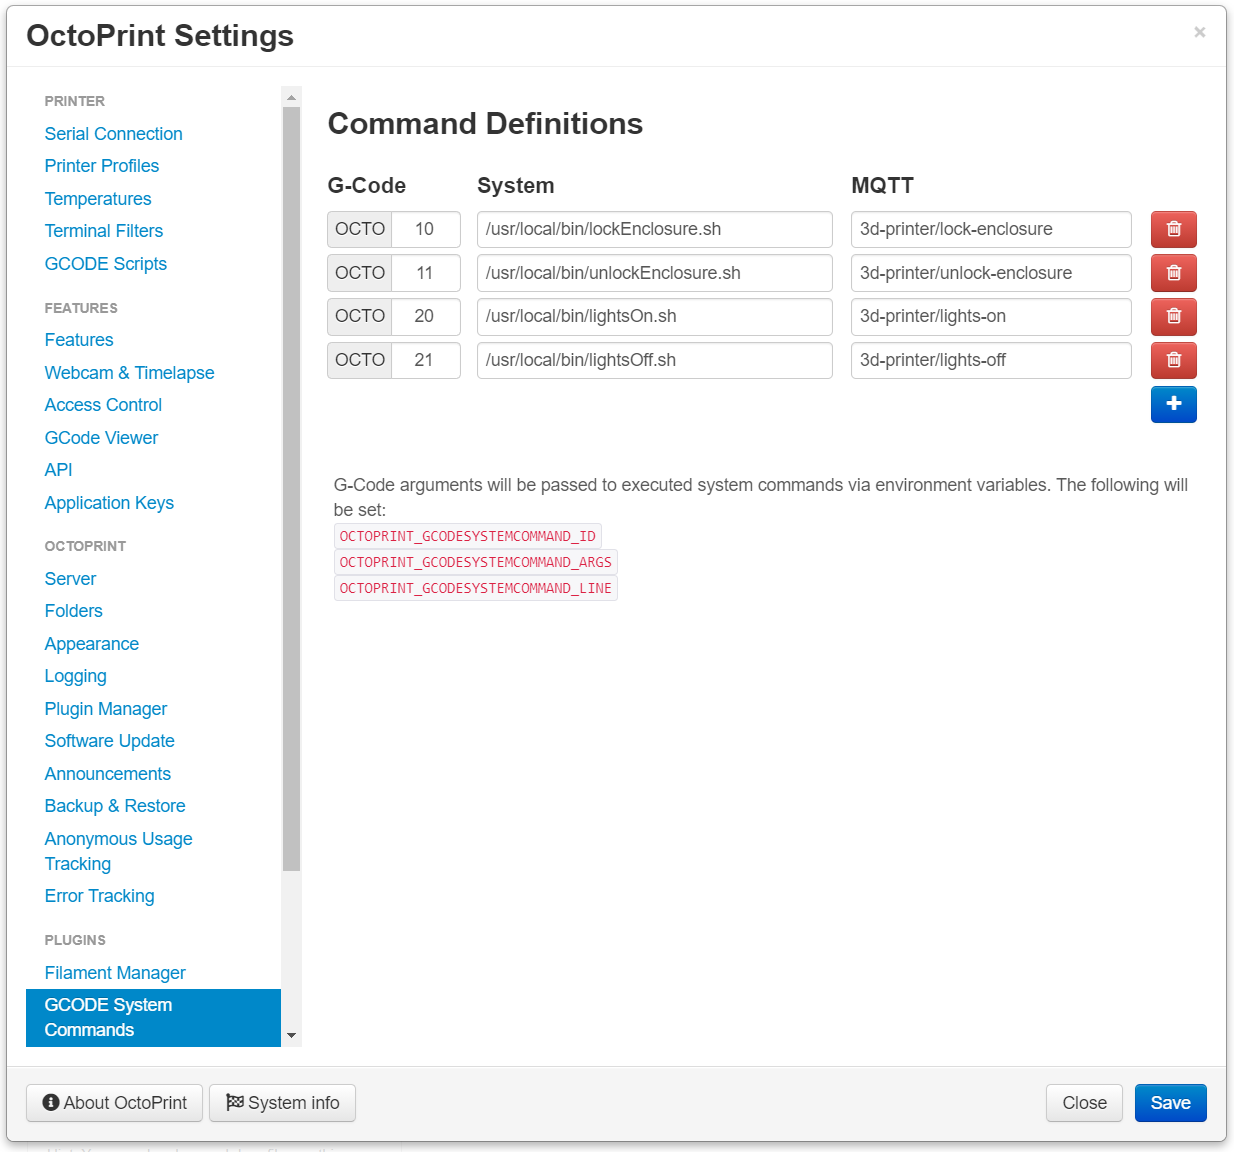 OctoPrint Settings
×
PRINTER
Serial Connection
Printer Profiles
Temperatures
Terminal Filters
GCODE Scripts
FEATURES
Features
Webcam & Timelapse
Access Control
GCode Viewer
API
Application Keys
OCTOPRINT
Server
Folders
Appearance
Logging
Plugin Manager
Software Update
Announcements
Backup & Restore
Anonymous Usage
Tracking
Error Tracking
PLUGINS
Filament Manager
GCODE System
Commands
Command Definitions
G-Code System MQTT
OCTO 10 /usr/local/bin/lockEnclosure.sh 3d-printer/lock-enclosure
OCTO 11 /usr/local/bin/unlockEnclosure.sh 3d-printer/unlock-enclosure
OCTO 20 /usr/local/bin/lightsOn.sh 3d-printer/lights-on
OCTO 21 /usr/local/bin/lightsOff.sh 3d-printer/lights-off
G-Code arguments will be passed to executed system commands via environment variables. The following will
be set:
OCTOPRINT_GCODESYSTEMCOMMAND_ID
OCTOPRINT_GCODESYSTEMCOMMAND_ARGS
OCTOPRINT_GCODESYSTEMCOMMAND_LINE
About OctoPrint System info Close Save